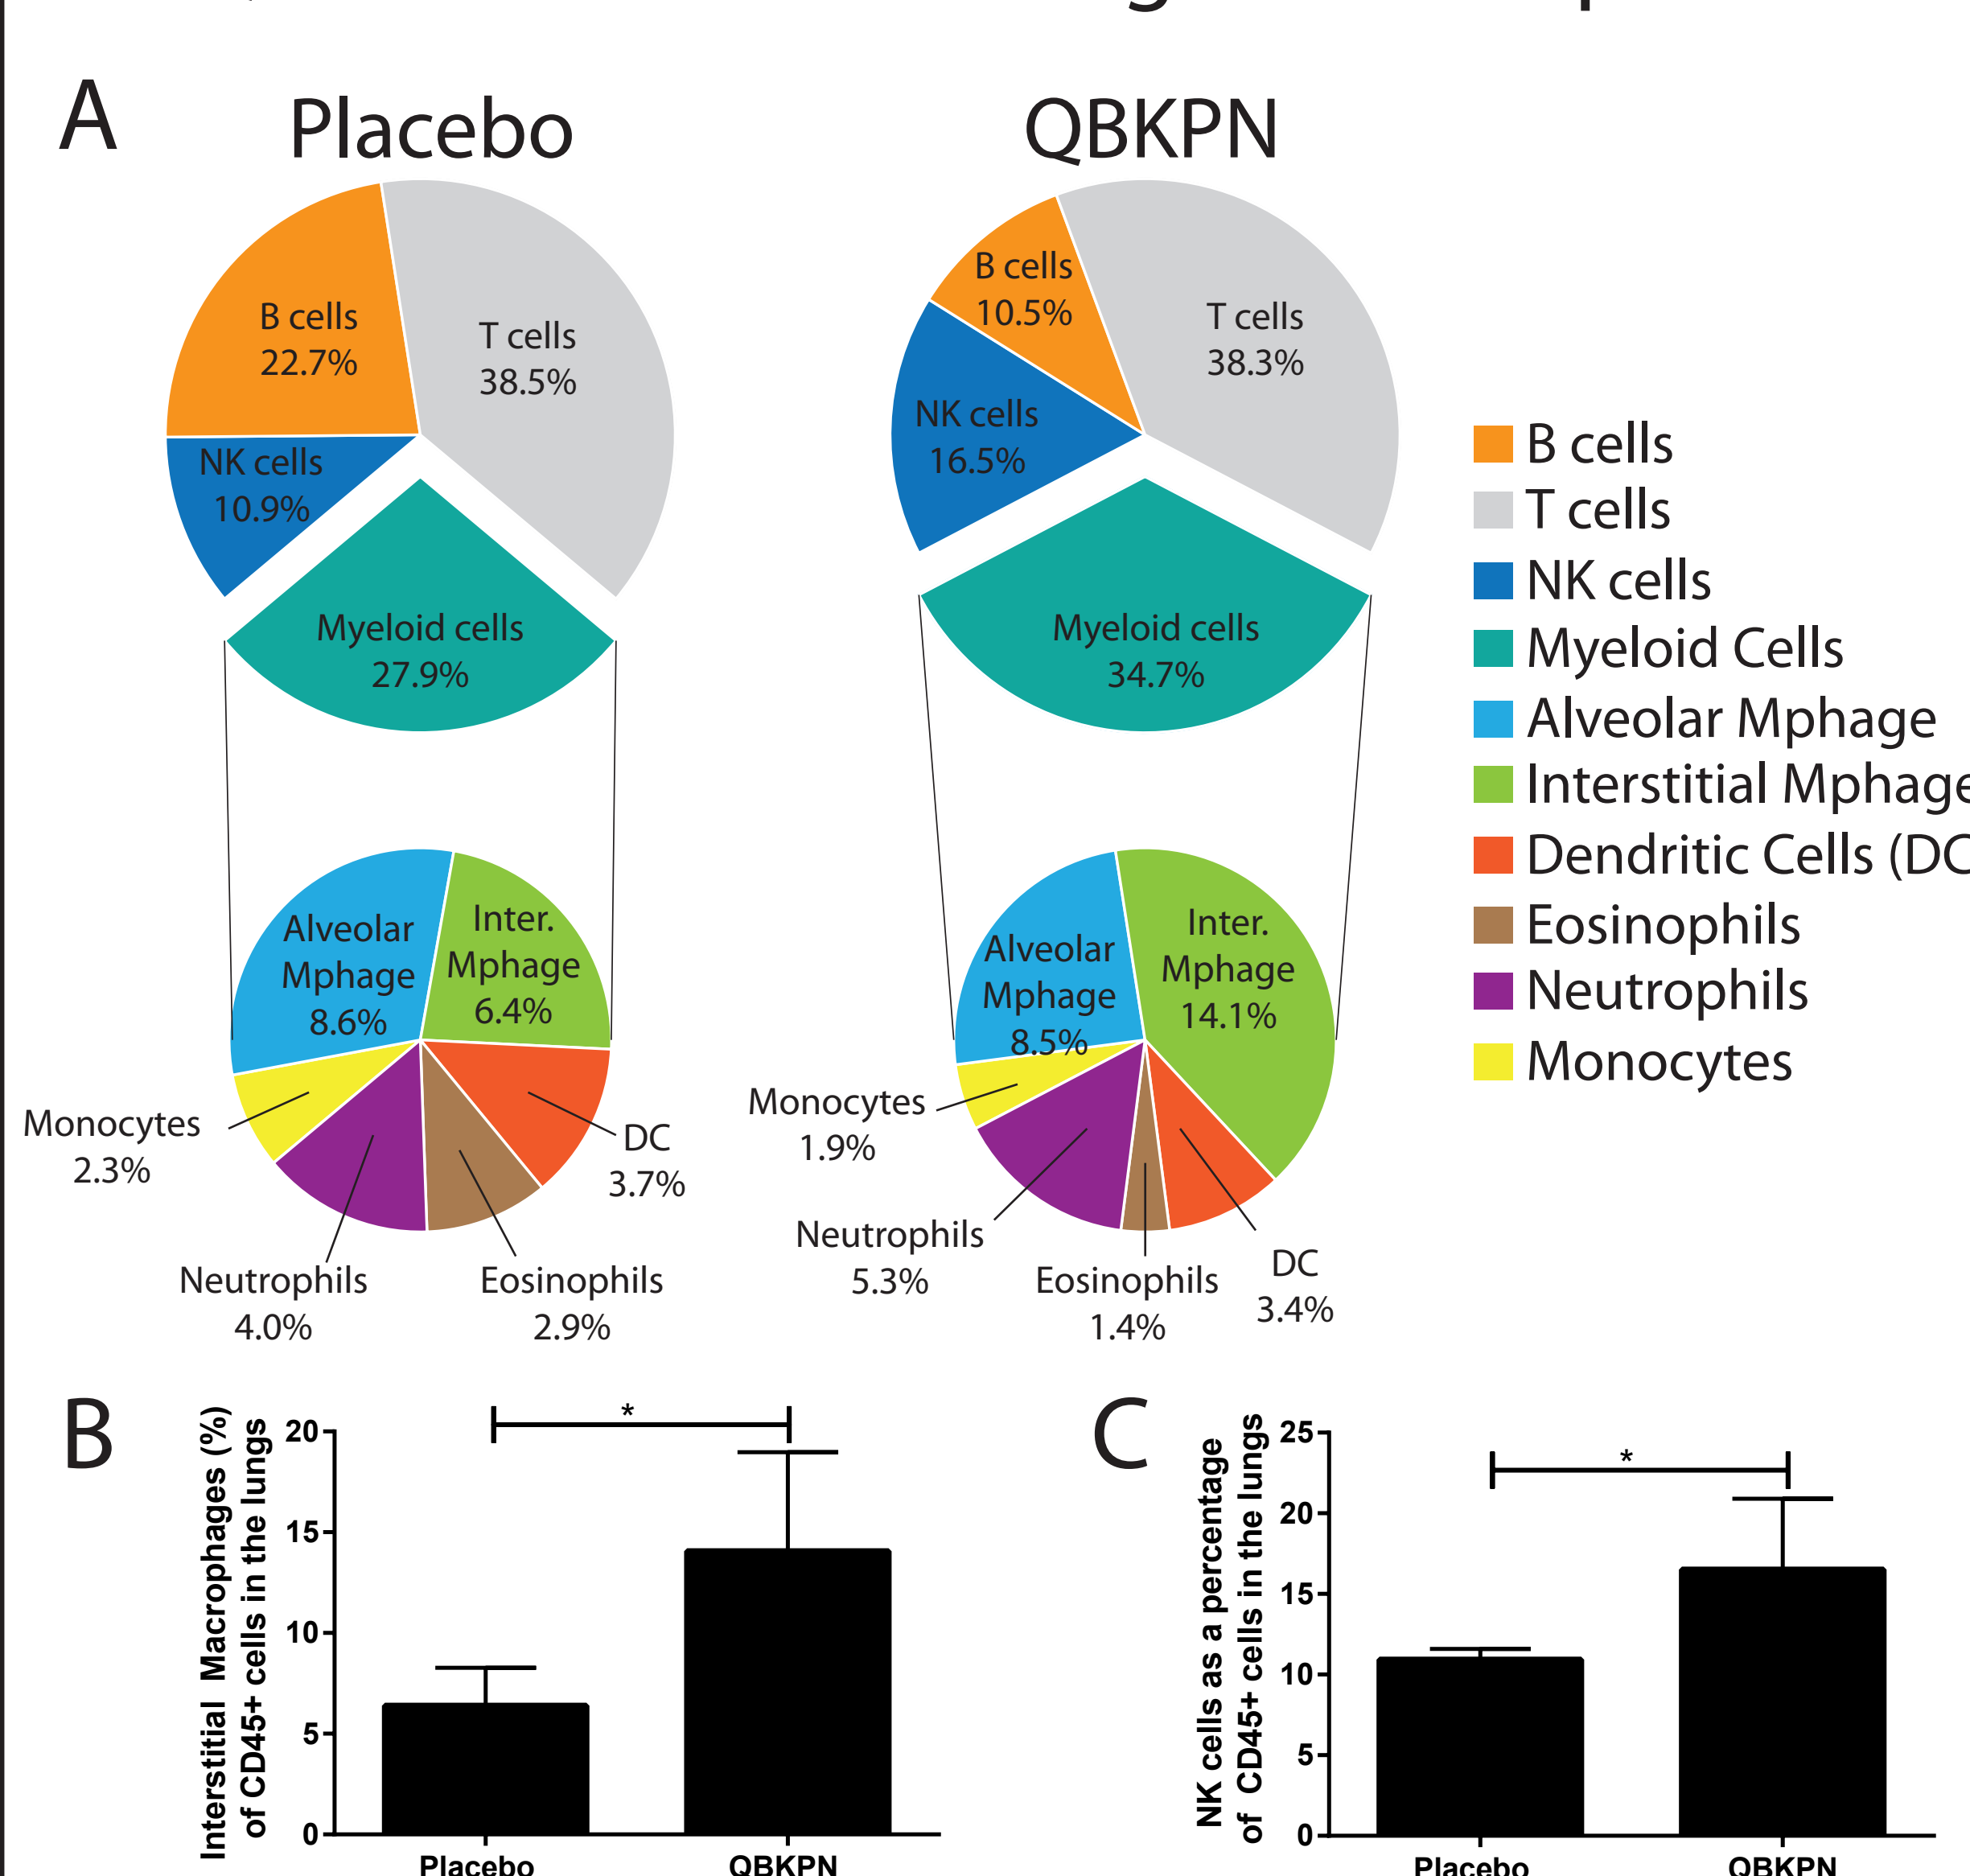 A
Placebo
QBKPN
B cells
22.7%
T cells
38.5%
NK cells
10.9%
Myeloid cells
27.9%
B cells
10.5%
T cells
38.3%
NK cells
16.5%
Myeloid cells
34.7%
B cells
T cells
NK cells
Myeloid Cells
Alveolar Mphage
Interstitial Mphage
Dendritic Cells (DC
Eosinophils
Neutrophils
Monocytes
Alveolar
Mphage
8.6%
Inter.
Mphage
6.4%
Monocytes
2.3%
DC
3.7%
Neutrophils
4.0%
Eosinophils
2.9%
Alveolar
Mphage
8.5%
Inter.
Mphage
14.1%
Monocytes
1.9%
Neutrophils
5.3%
Eosinophils
1.4%
DC
3.4%
B
Interstitial Macrophages (%)
of CD45+ cells in the lungs
20
15
10
5
0
*
Placebo
QBKPN
C
NK cells as a percentage
of CD45+ cells in the lungs
25
20
15
10
5
0
*
Placebo
QBKPN